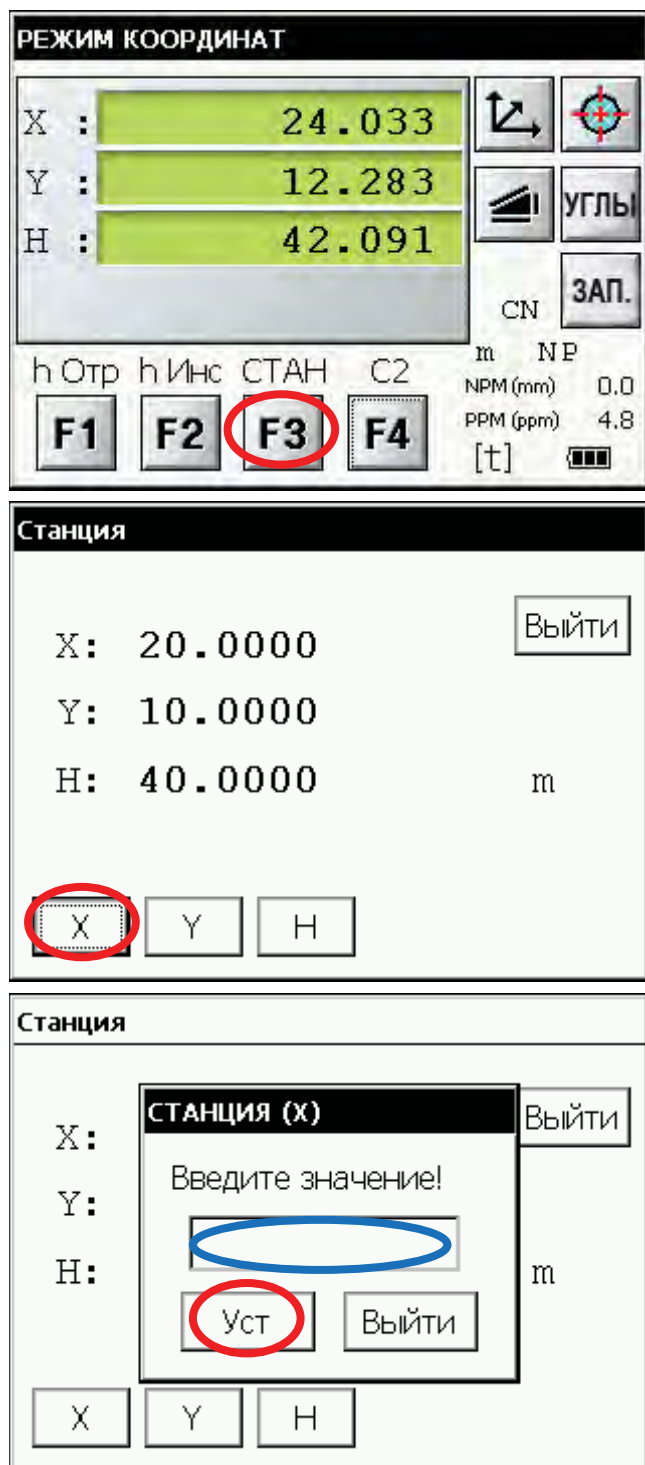 РЕЖИМ КООРДИНАТ
X : 24.033
Y : 12.283
H : 42.091
УГЛЫ
CN ЗАП.
h Отр h Инс СТАН C2
F1 F2 F3 F4
m NP
NPM (mm) 0.0
PPM (ppm) 4.8
[t]
Станция
X: 20.0000
Выйти
Y: 10.0000
H: 40.0000 m
X Y H
Станция
СТАНЦИЯ (X)
X:
Выйти
Введите значение!
Y:
H: m
Уст Выйти
X Y H